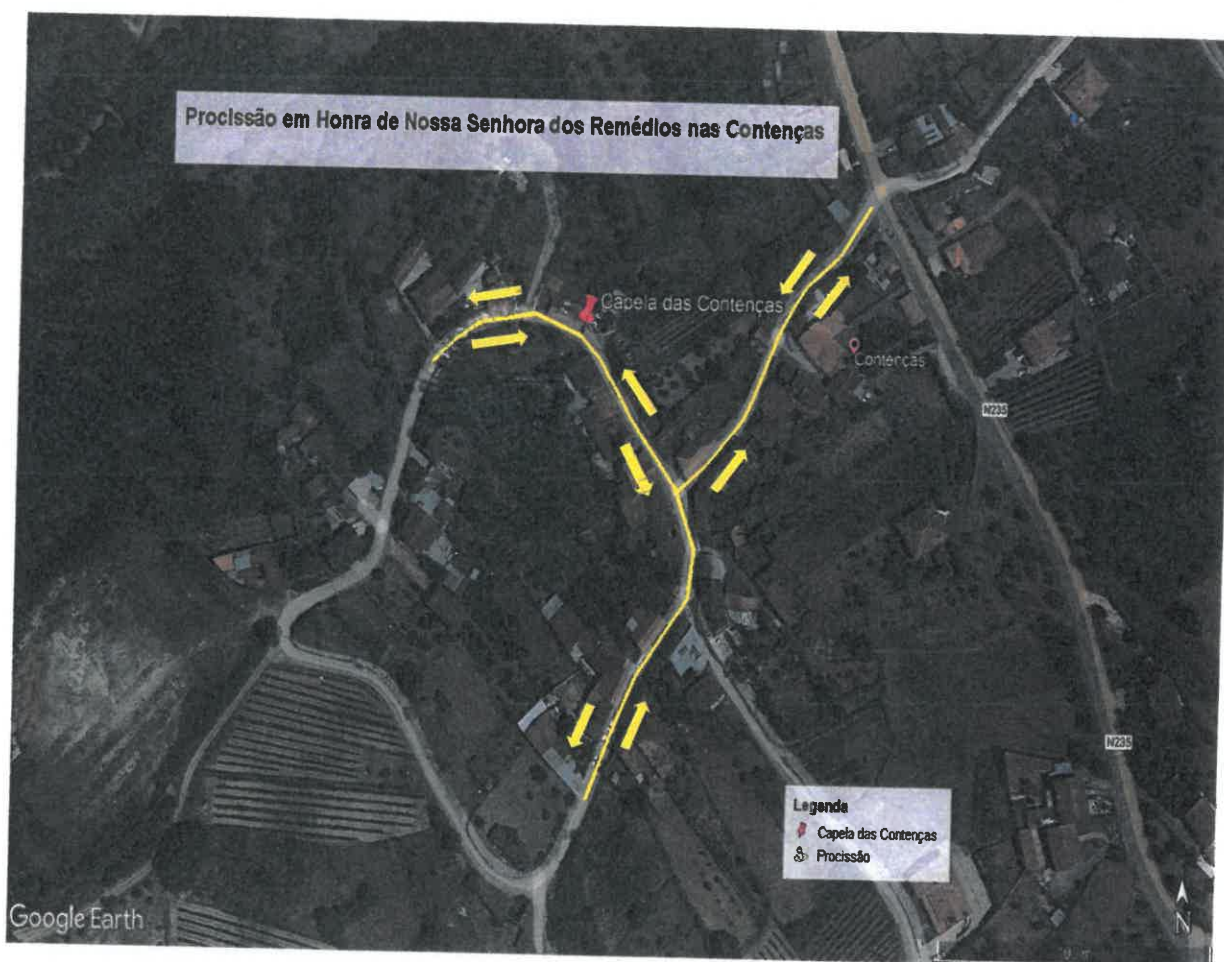 Procissão em Honra de Nossa Senhora dos Remédios nas Contenças
Capela das Contenças
Contenças
N235
N235
Legenda
Capela das Contenças
Procissão
Google Earth
N